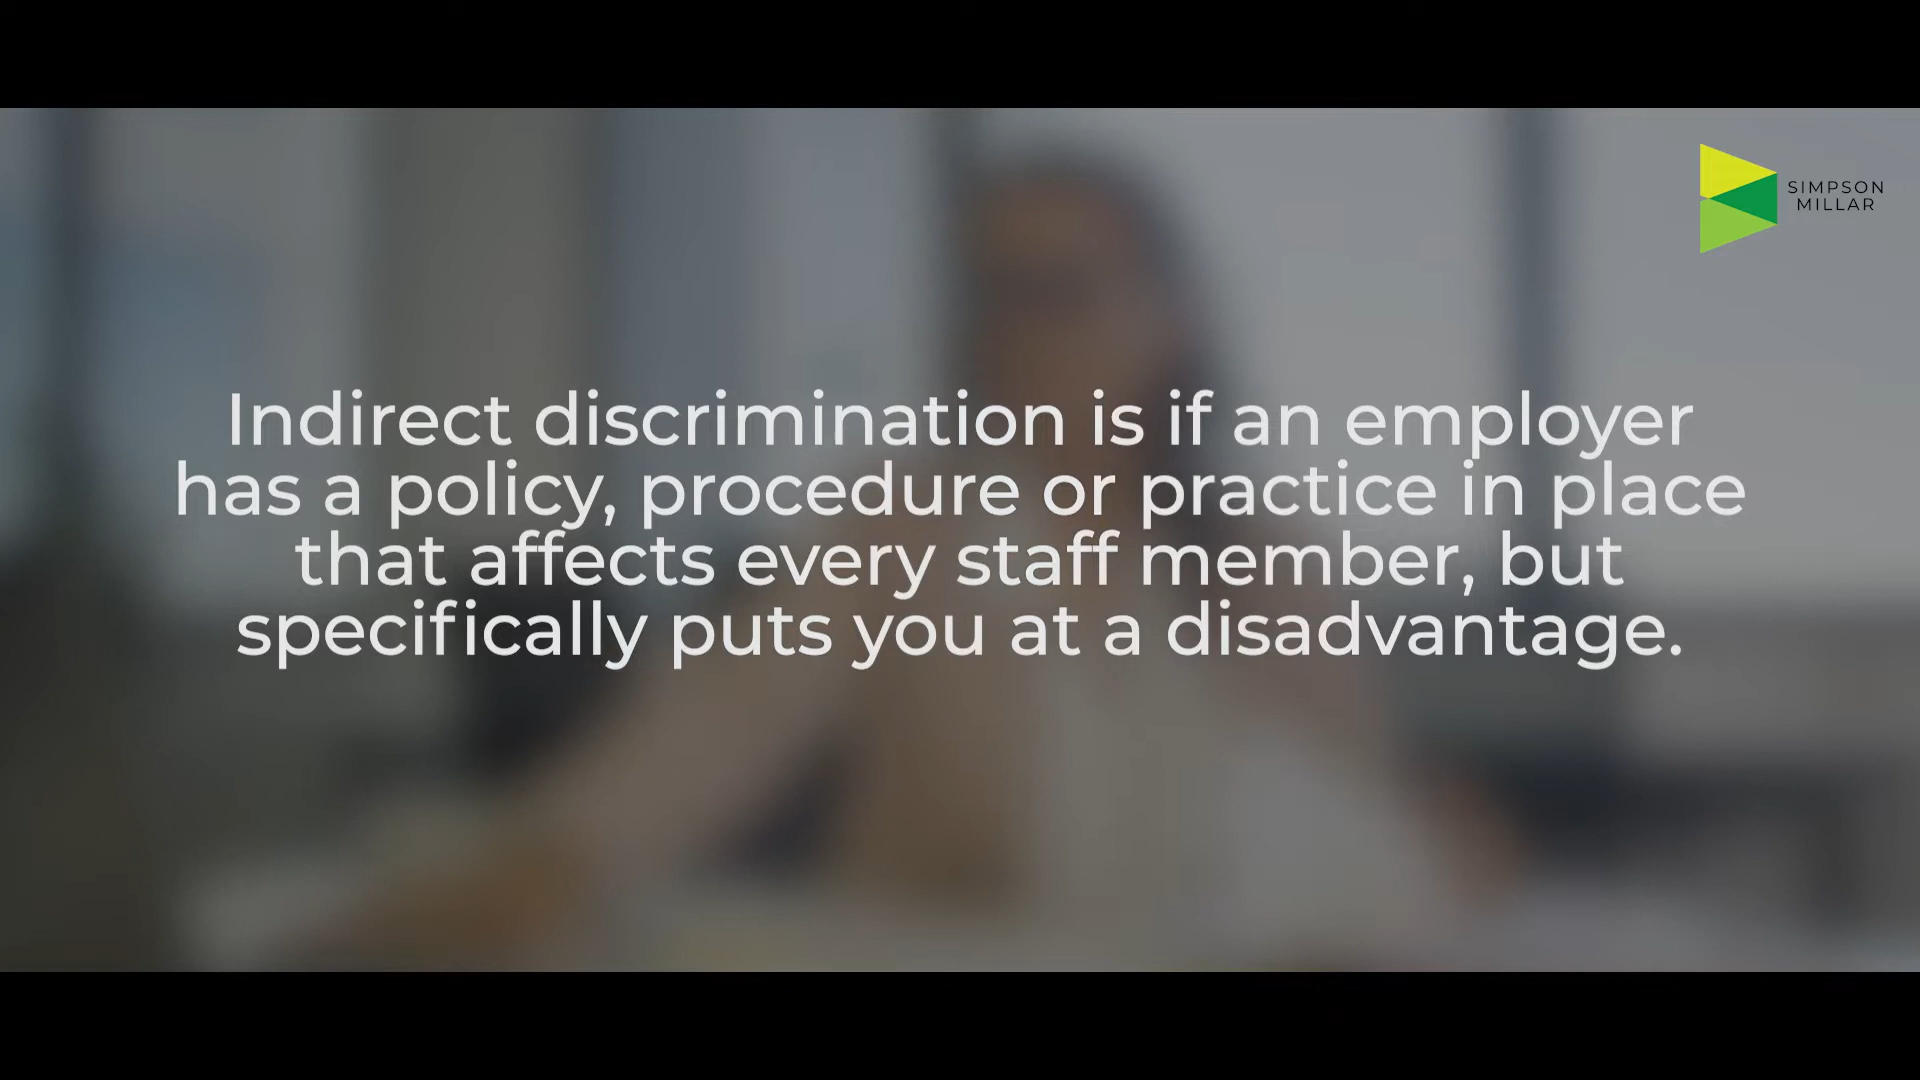 SIMPSON
MILLAR
Indirect discrimination is if an employer
has a policy, procedure or practice in place
that affects every staff member, but
specifically puts you at a disadvantage.